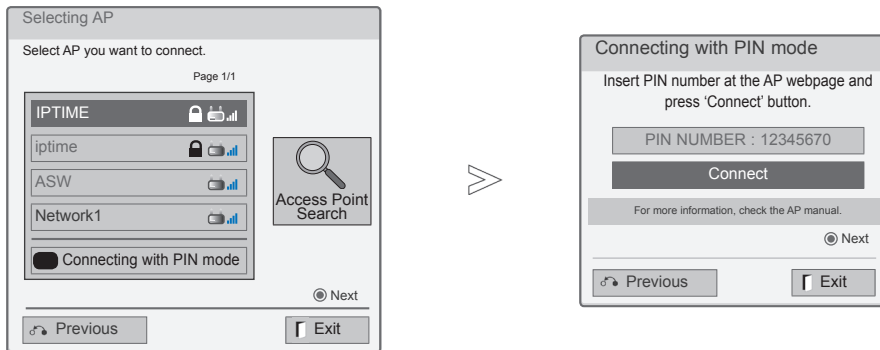 Selecting AP
Select AP you want to connect.
Page 1/1
IPTIME
iptime
ASW
Network1
Connecting with PIN mode
Access Point
Search
Next
Previous
Exit
Connecting with PIN mode
Insert PIN number at the AP webpage and
press ‘Connect’ button.
PIN NUMBER : 12345670
Connect
For more information, check the AP manual.
Next
Previous
Exit